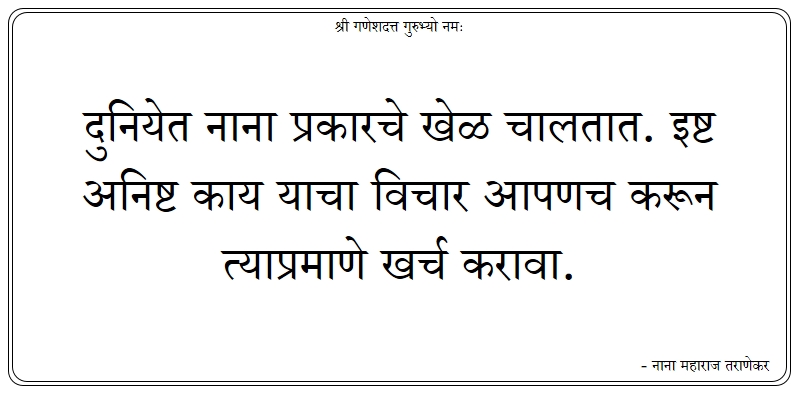 श्री गणेशदत्त गुरुभ्यो नमः
दुनियेत नाना प्रकारचे खेळ चालतात. इष्ट
अनिष्ट काय याचा विचार आपणच करून
त्याप्रमाणे खर्च करावा.
- नाना महाराज तराणेकर